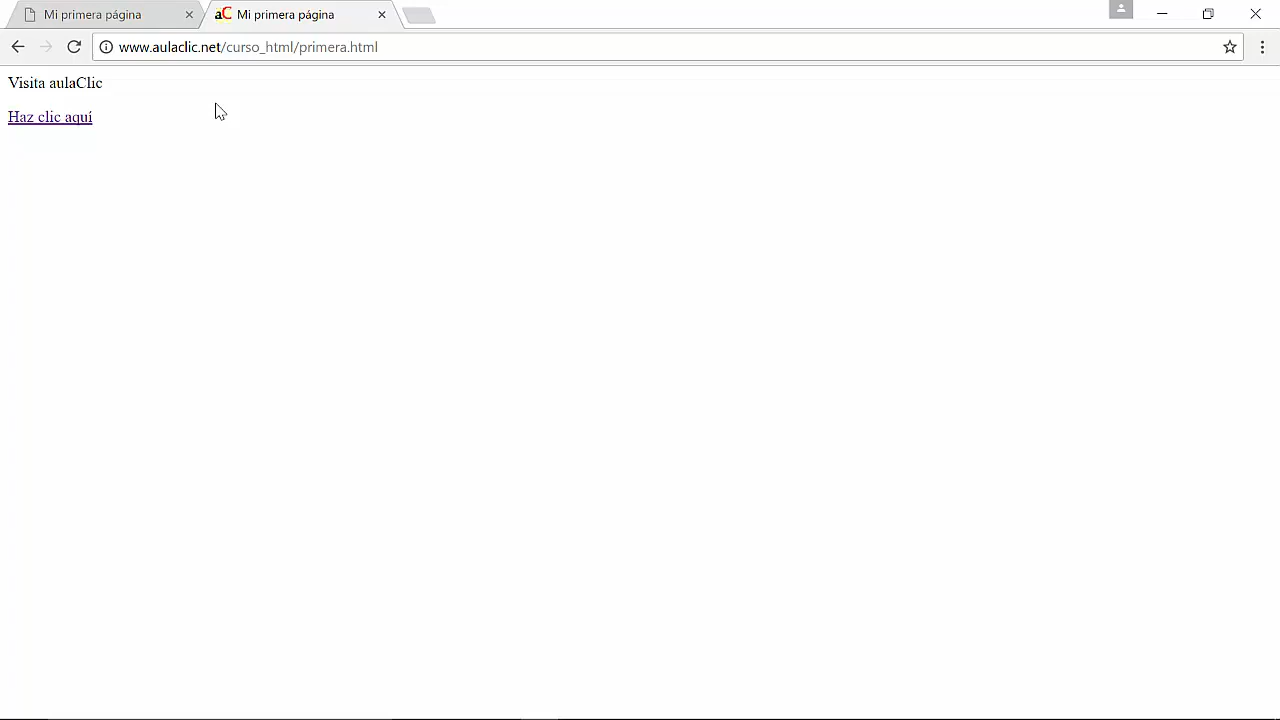 Mi primera página
aC Mi primera página
www.aulaclic.net/curso_html/primera.html
Visita aulaClic
Haz clic aquí